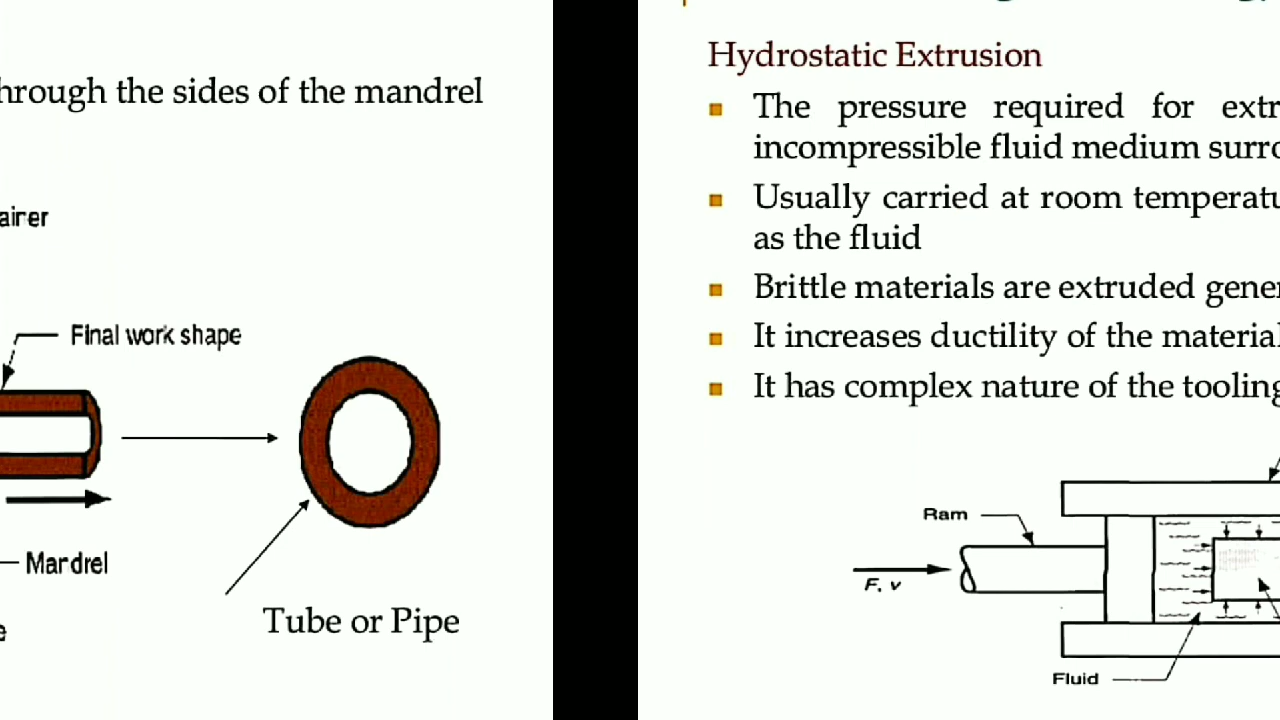 hrough the sides of the mandrel
ainer
Final work shape
Mandrel
e
Tube or Pipe
Hydrostatic Extrusion
The pressure required for extr
incompressible fluid medium surro
Usually carried at room temperatu
as the fluid
Brittle materials are extruded gener
It increases ductility of the material
It has complex nature of the tooling
Ram
F, v
Fluid